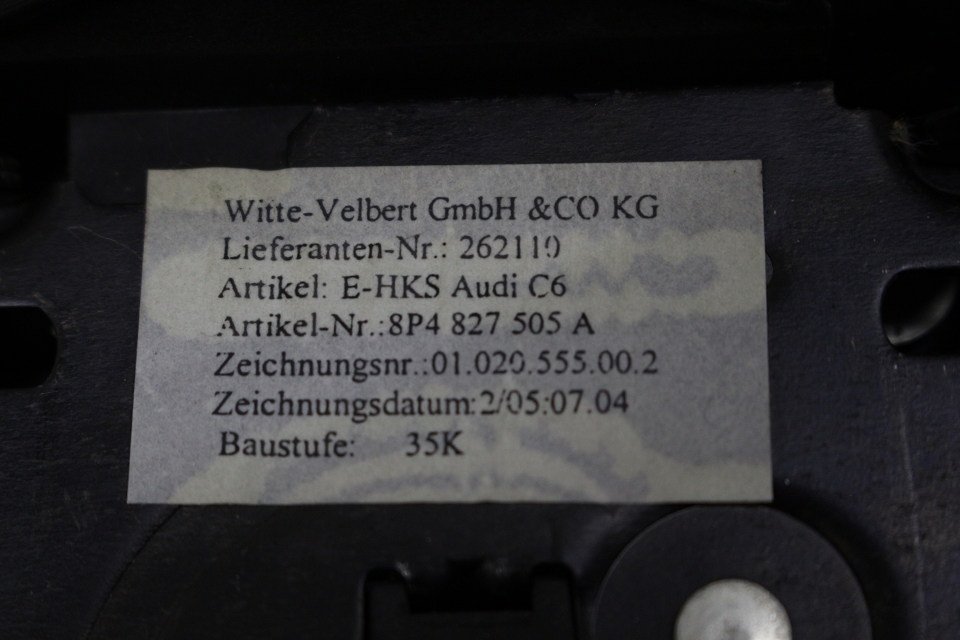 Witte-Velbert GmbH &CO KG
Lieferanten-Nr.: 262119
Artikel: E-HKS Audi C6
Artikel-Nr.:8P4 827 505 A
Zeichnungsnr.:01.020.555.00.2
Zeichnungsdatum:2/05.07.04
Baustufe: 35K